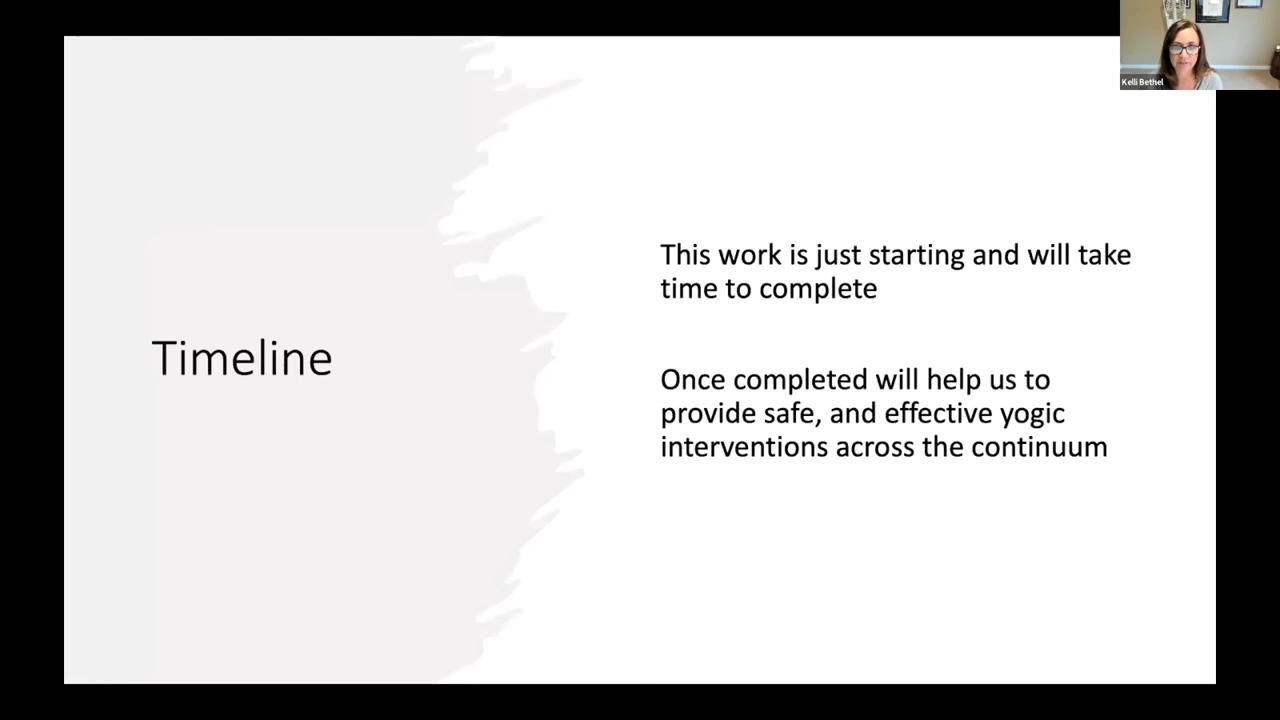 Kelli Bethel
Timeline
This work is just starting and will take
time to complete
Once completed will help us to
provide safe, and effective yogic
interventions across the continuum